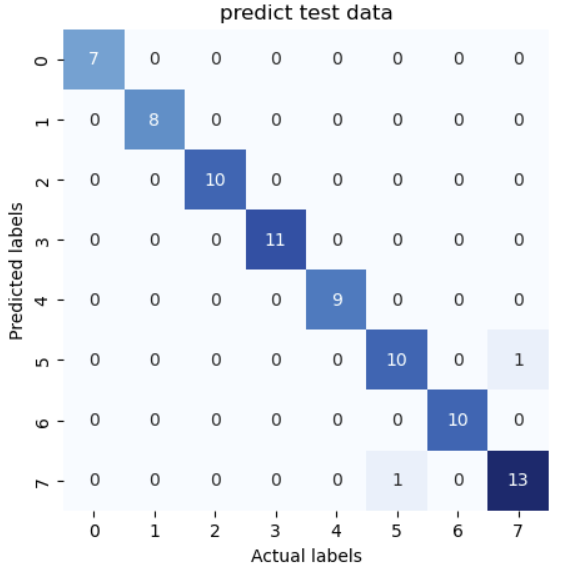 predict test data
0 7 0 0 0 0 0 0 0
1 0 8 0 0 0 0 0 0
2 0 0 10 0 0 0 0 0
3 0 0 0 11 0 0 0 0
4 0 0 0 0 9 0 0 0
5 0 0 0 0 0 10 0 1
6 0 0 0 0 0 0 10 0
7 0 0 0 0 0 1 0 13
Predicted labels
0 1 2 3 4 5 6 7
Actual labels